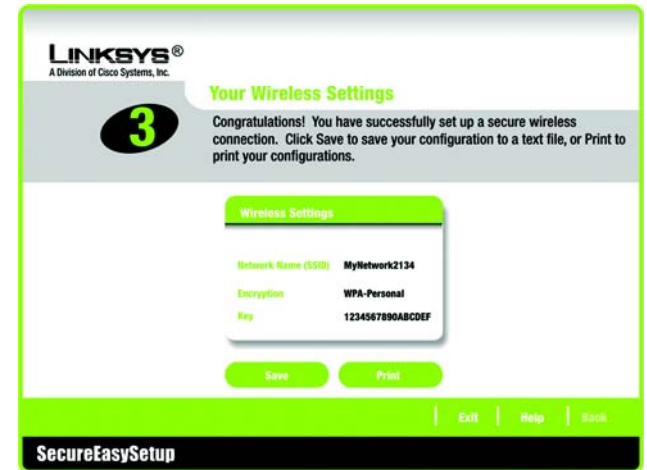 LINKSYS®
A Division of Cisco Systems, Inc.
3
Your Wireless Settings
Congratulations! You have successfully set up a secure wireless
connection. Click Save to save your configuration to a text file, or Print to
print your configurations.
Wireless Settings
Network Name (SSID) MyNetwork2134
Encryption WPA-Personal
Key 1234567890ABCDEF
Save Print
Exit Help Back
SecureEasySetup